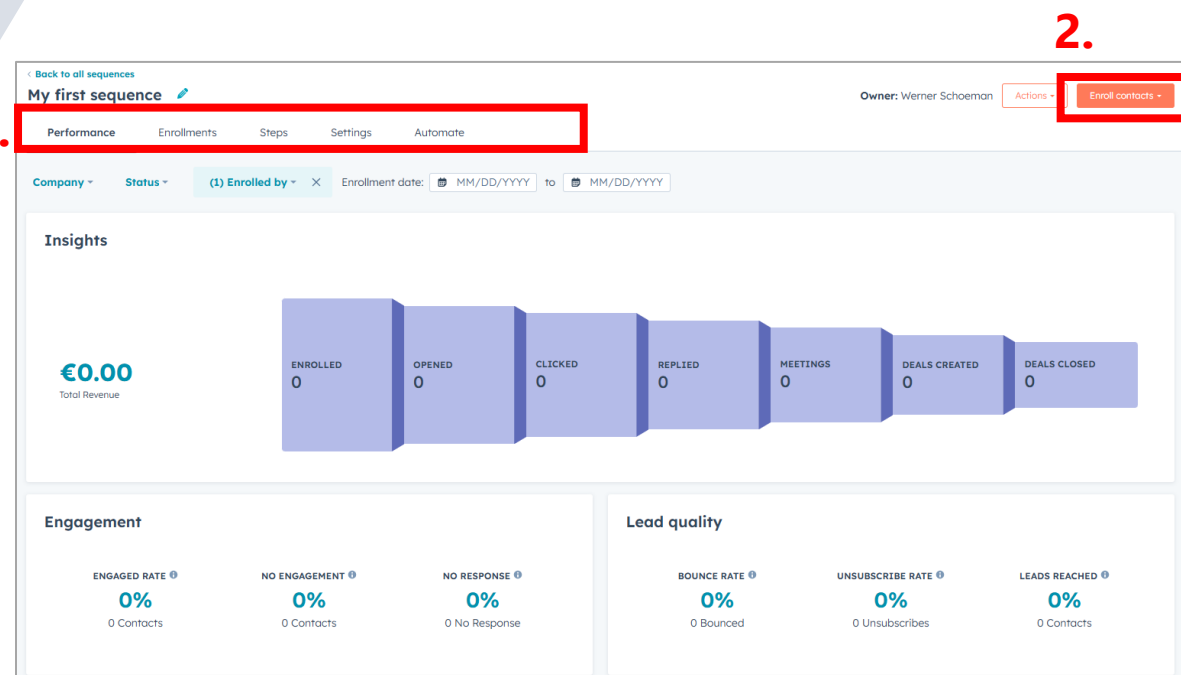 2.
‹ Back to all sequences
My first sequence
Owner: Werner Schoeman Actions Enroll contacts
.
Performance Enrollments Steps Settings Automate
Company Status (1) Enrolled by × Enrollment date: MM/DD/YYYY to MM/DD/YYYY
Insights
€0.00
Total Revenue
ENROLLED
0
OPENED
0
CLICKED
0
REPLIED
0
MEETINGS
0
DEALS CREATED
0
DEALS CLOSED
0
Engagement
ENGAGED RATE
0%
0 Contacts
NO ENGAGEMENT
0%
0 Contacts
NO RESPONSE
0%
0 No Response
Lead quality
BOUNCE RATE
0%
0 Bounced
UNSUBSCRIBE RATE
0%
0 Unsubscribes
LEADS REACHED
0%
0 Contacts